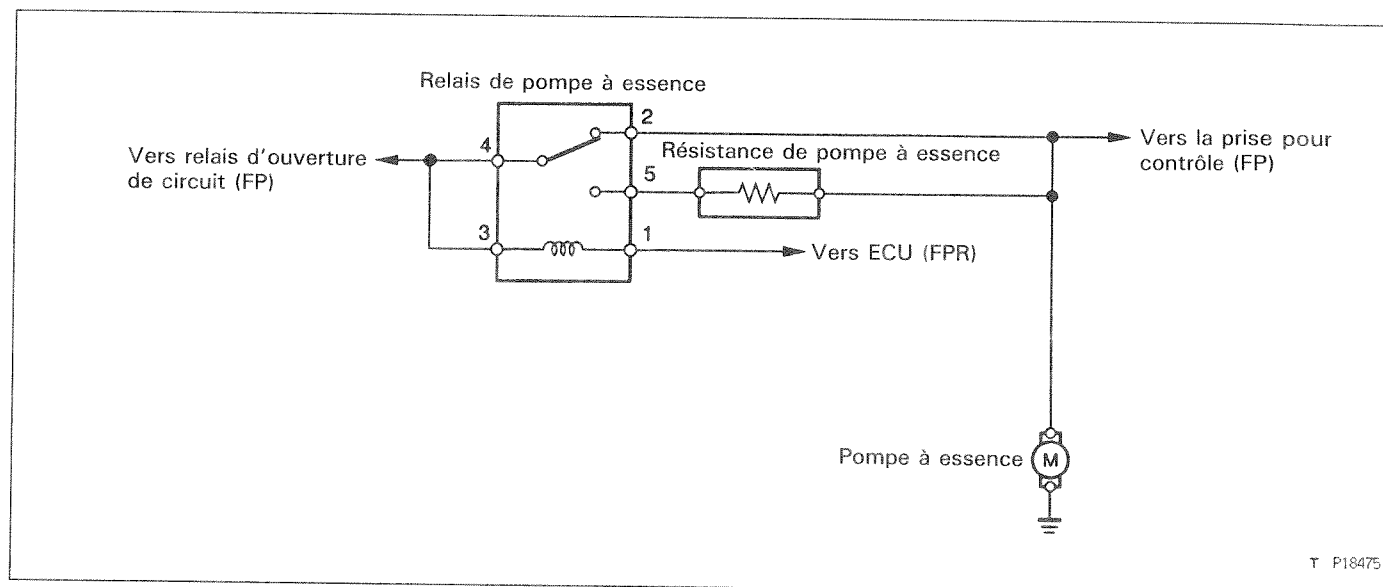 Relais de pompe à essence
2
4
Vers relais d'ouverture
de circuit (FP)
Résistance de pompe à essence
Vers la prise pour
contrôle (FP)
5
3
1
Vers ECU (FPR)
Pompe à essence
M
T P18475